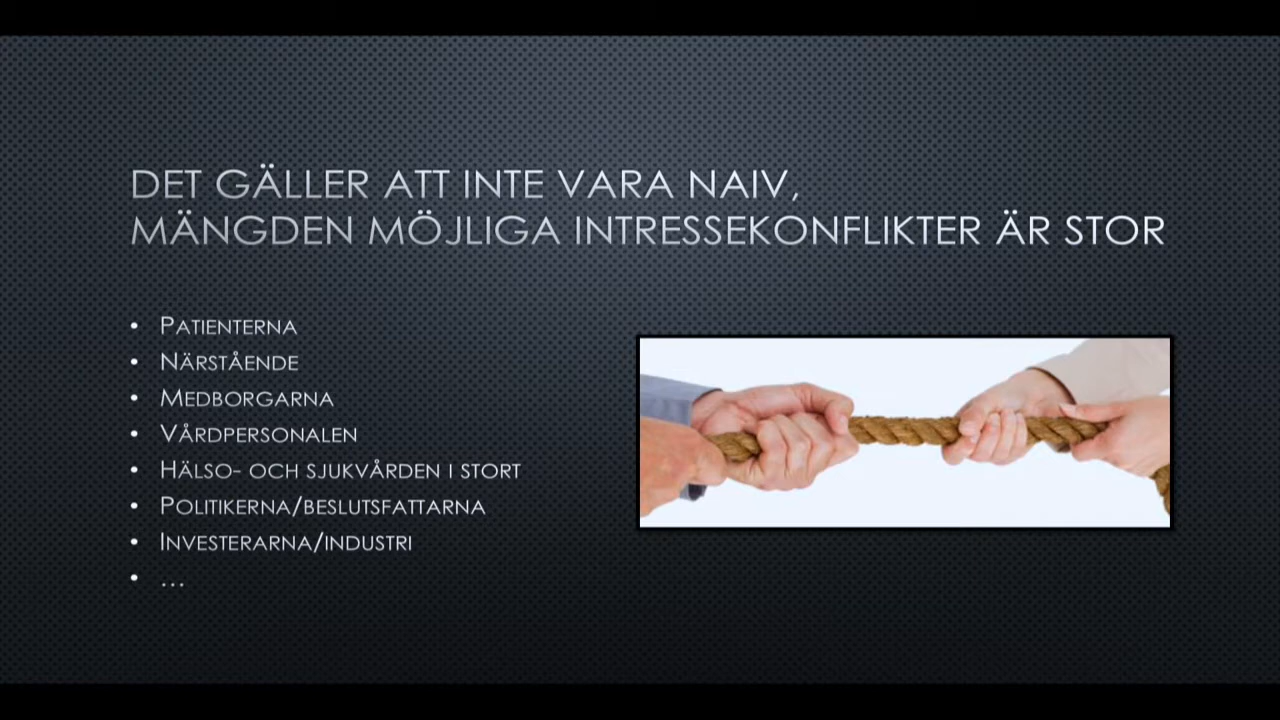 DET GÄLLER ATT INTE VARA NAIV,
MÄNGDEN MÖJLIGA INTRESSEKONFLIKTER ÄR STOR
• PATIENTERNA
• NÄRSTÅENDE
• MEDBORGARNA
• VÅRDPERSONALEN
• HÄLSO- OCH SJUKVÅRDEN I STORT
• POLITIKERNA/BESLUTSFATTARNA
• INVESTERARNA/INDUSTRI
• …